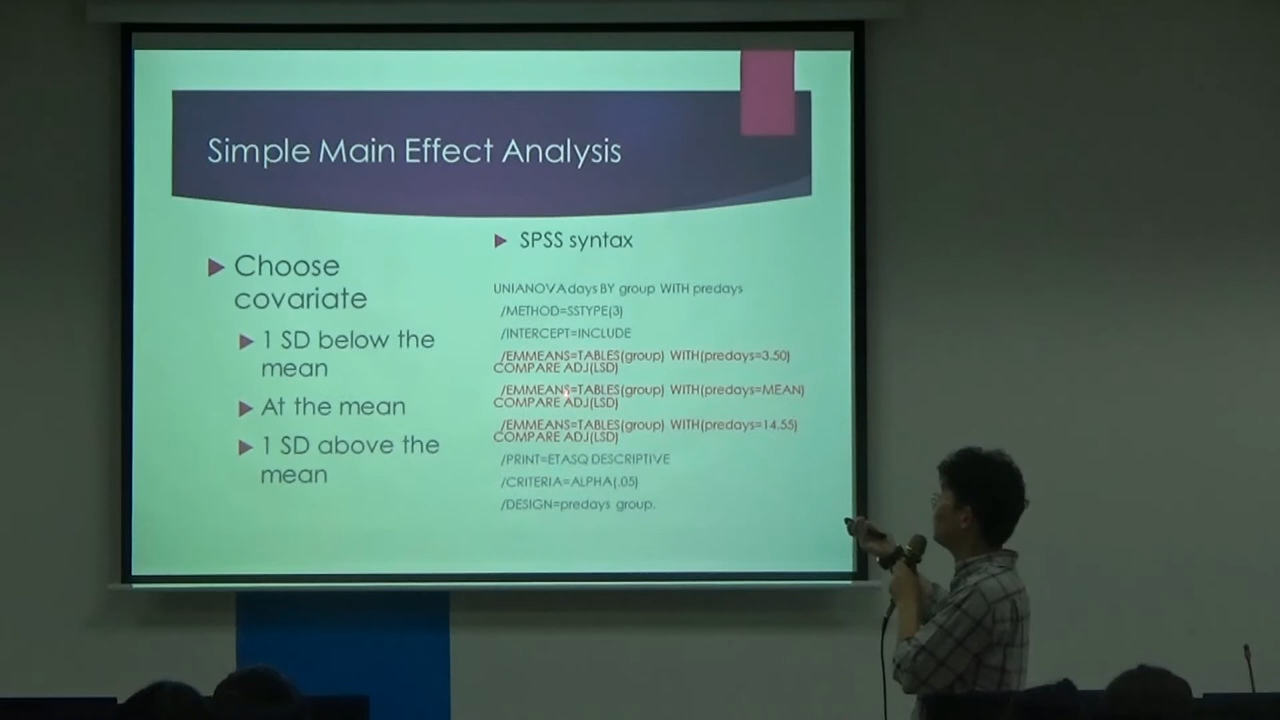 Simple Main Effect Analysis
Choose
covariate
1 SD below the
mean
At the mean
1 SD above the
mean
SPSS syntax
UNIANOVA days BY group WITH predays
/METHOD=SSTYPE(3)
/INTERCEPT=INCLUDE
/EMMEANS=TABLES(group) WITH(predays=3.50)
COMPARE ADJ(LSD)
/EMMEANS=TABLES(group) WITH(predays=MEAN)
COMPARE ADJ(LSD)
/EMMEANS=TABLES(group) WITH(predays=14.55)
COMPARE ADJ(LSD)
/PRINT=ETASQ DESCRIPTIVE
/CRITERIA=ALPHA(.05)
/DESIGN=predays group.